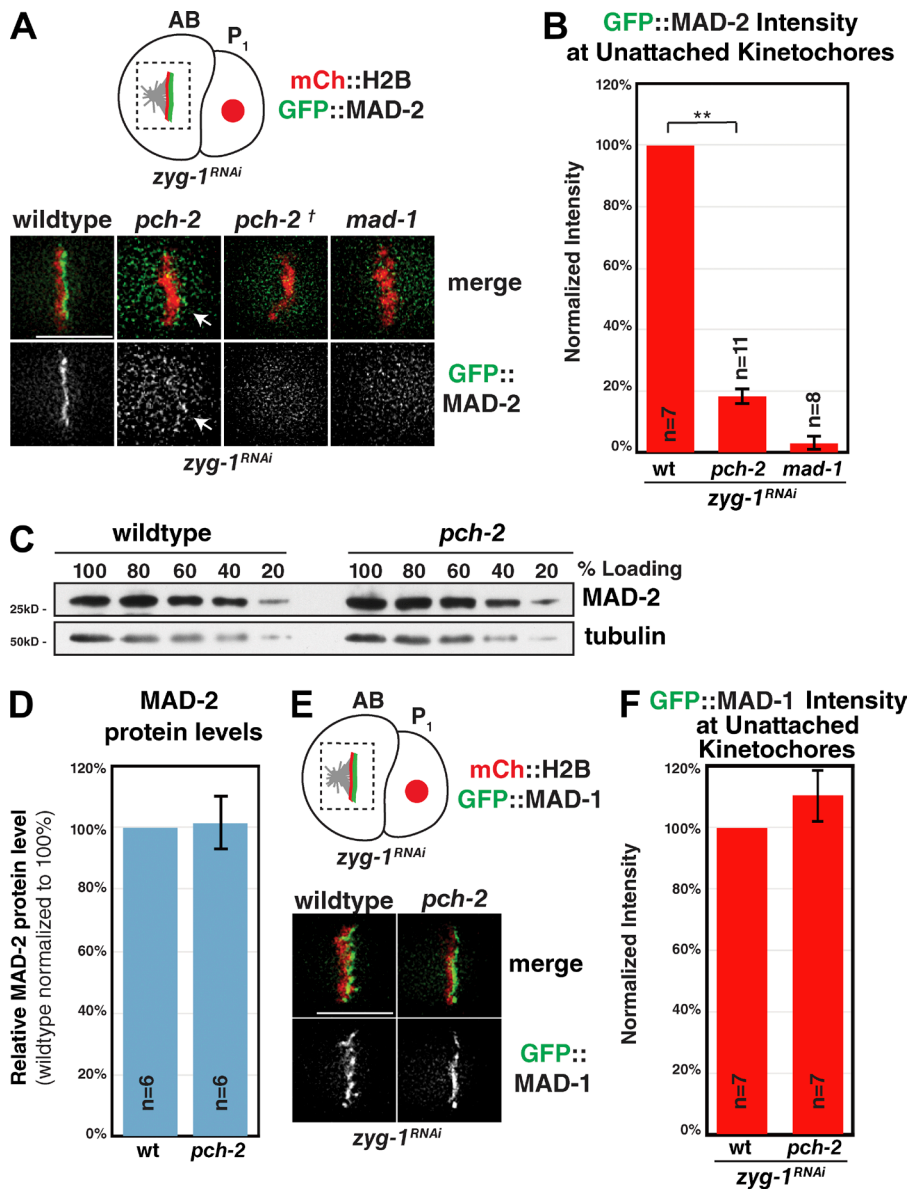 A
AB
P1
mCh::H2B
GFP::MAD-2
zyg-1RNAi
wildtype pch-2 pch-2 † mad-1
merge
GFP::
MAD-2
zyg-1RNAi
B
GFP::MAD-2 Intensity
at Unattached Kinetochores
Normalized Intensity
120%
100%
80%
60%
40%
20%
0%
**
n=7
n=11
n=8
wt pch-2 mad-1
zyg-1RNAi
C
wildtype pch-2
100 80 60 40 20 100 80 60 40 20 % Loading
25kD - MAD-2
50kD - tubulin
D
MAD-2
protein levels
Relative MAD-2 protein level
(wildtype normalized to 100%)
120%
100%
80%
60%
40%
20%
0%
n=6
n=6
wt pch-2
E
AB
P1
mCh::H2B
GFP::MAD-1
zyg-1RNAi
wildtype pch-2
merge
GFP::
MAD-1
zyg-1RNAi
F
GFP::MAD-1 Intensity
at Unattached
Kinetochores
Normalized Intensity
120%
100%
80%
60%
40%
20%
0%
n=7
n=7
wt pch-2
zyg-1RNAi